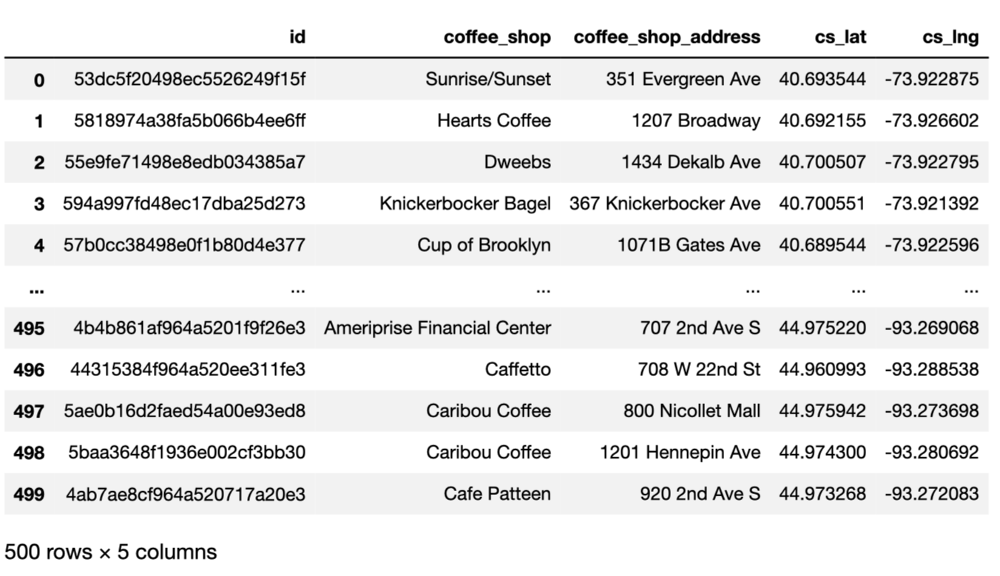 id coffee_shop coffee_shop_address cs_lat cs_lng
0 53dc5f20498ec5526249f15f Sunrise/Sunset 351 Evergreen Ave 40.693544 -73.922875
1 5818974a38fa5b066b4ee6ff Hearts Coffee 1207 Broadway 40.692155 -73.926602
2 55e9fe71498e8edb034385a7 Dweebs 1434 Dekalb Ave 40.700507 -73.922795
3 594a997fd48ec17dba25d273 Knickerbocker Bagel 367 Knickerbocker Ave 40.700551 -73.921392
4 57b0cc38498e0f1b80d4e377 Cup of Brooklyn 1071B Gates Ave 40.689544 -73.922596
... ... ... ... ... ...
495 4b4b861af964a5201f9f26e3 Ameriprise Financial Center 707 2nd Ave S 44.975220 -93.269068
496 44315384f964a520ee311fe3 Caffetto 708 W 22nd St 44.960993 -93.288538
497 5ae0b16d2faed54a00e93ed8 Caribou Coffee 800 Nicollet Mall 44.975942 -93.273698
498 5baa3648f1936e002cf3bb30 Caribou Coffee 1201 Hennepin Ave 44.974300 -93.280692
499 4ab7ae8cf964a520717a20e3 Cafe Patteen 920 2nd Ave S 44.973268 -93.272083
500 rows × 5 columns